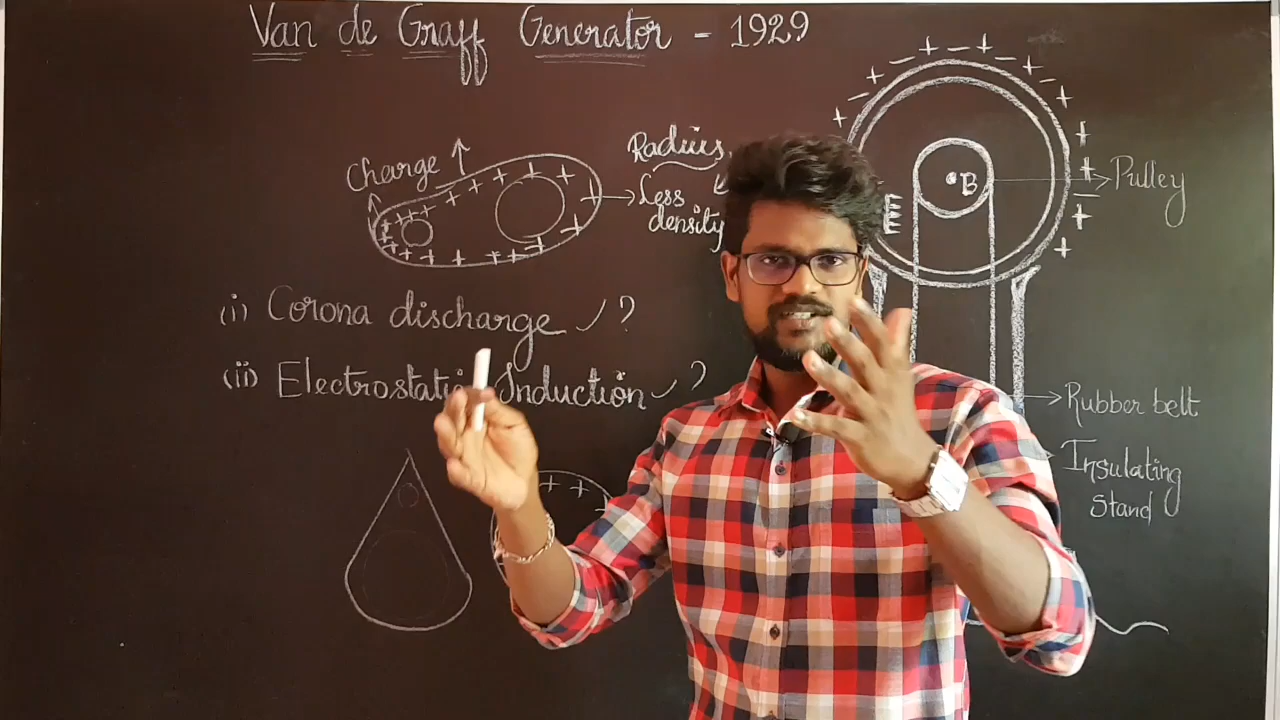 Van de Graff Generator - 1929
Charge ↑
Radius,
Less
density
(i) Corona discharge ✓ ?
(ii) Electrostatic Induction ✓ ?
B
Pulley
Rubber belt
Insulating
stand